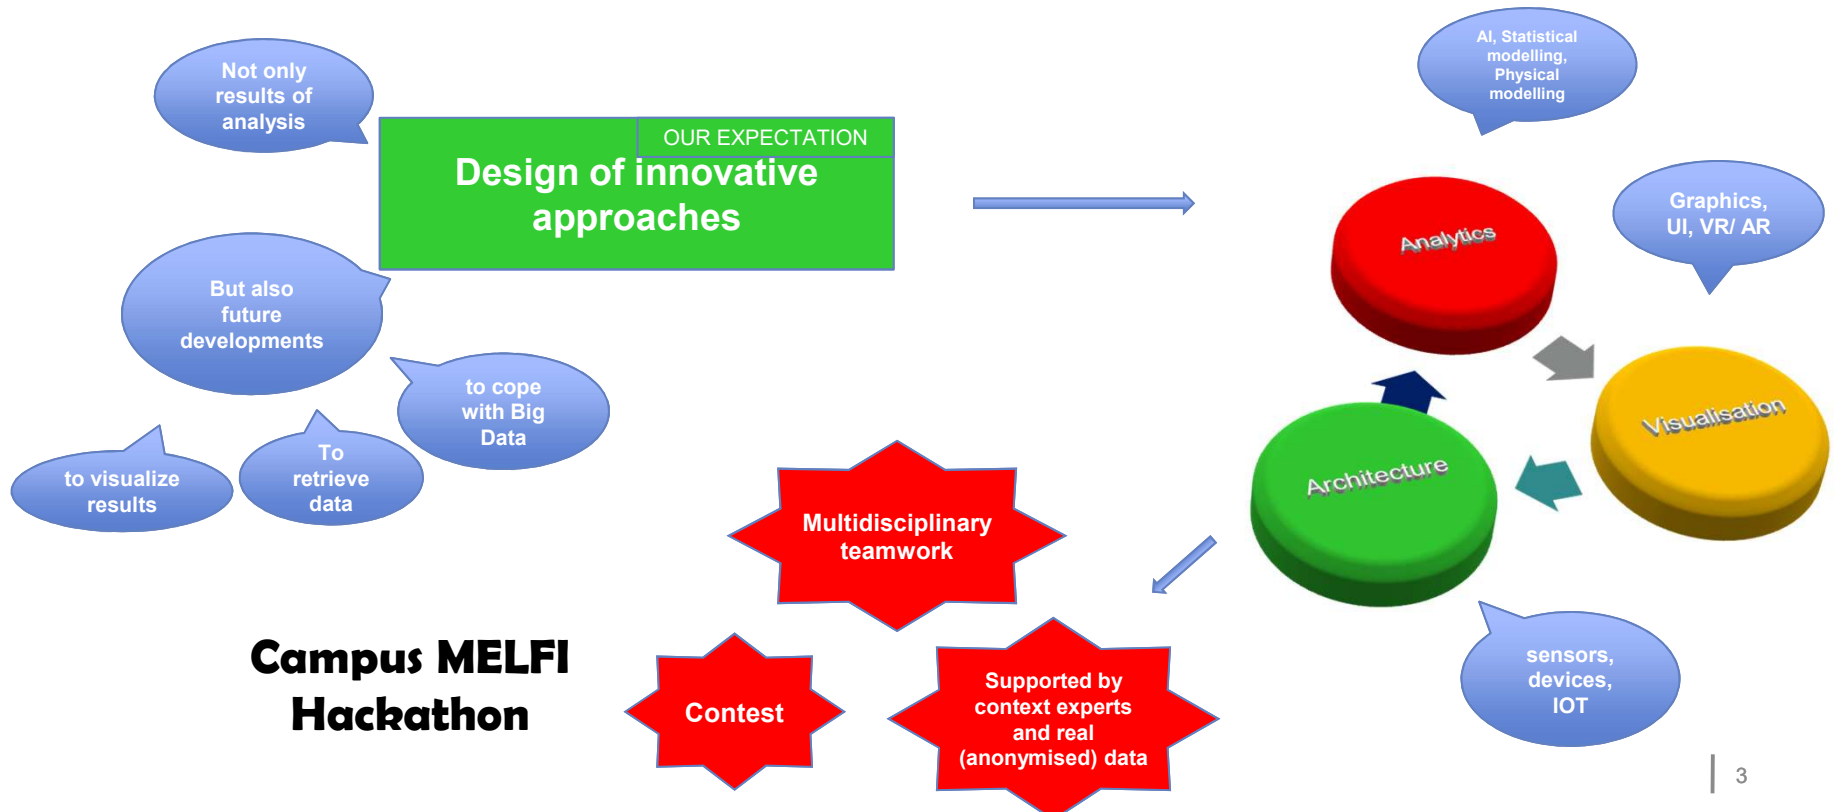 Not only
results of
analysis
OUR EXPECTATION
Design of innovative
approaches
But also
future
developments
to cope
with Big
Data
To
retrieve
data
to visualize
results
AI, Statistical
modelling,
Physical
modelling
Graphics,
UI, VR/ AR
Analytics
Visualisation
Architecture
sensors,
devices,
IOT
Multidisciplinary
teamwork
Contest
Supported by
context experts
and real
(anonymised) data
Campus MELFI
Hackathon
3